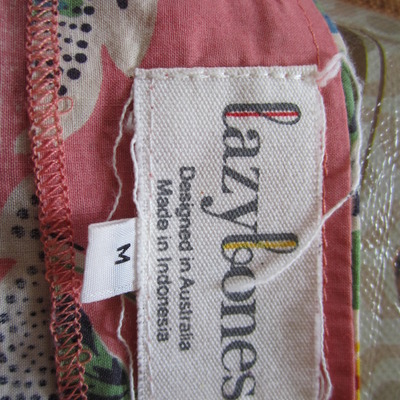 lazybones
Designed in Australia
Made in Indonesia
M